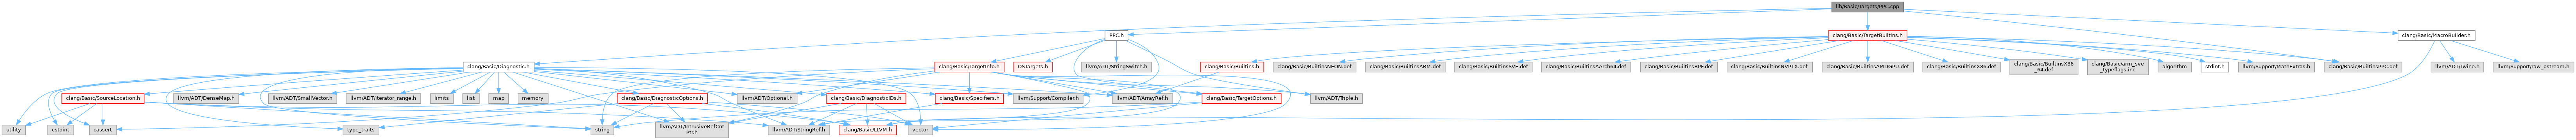 lib/Basic/Targets/PPC.cpp
PPC.h
clang/Basic/TargetBuiltins.h
clang/Basic/MacroBuilder.h
clang/Basic/Diagnostic.h
clang/Basic/TargetInfo.h
OSTargets.h
llvm/ADT/StringSwitch.h
clang/Basic/Builtins.h
clang/Basic/BuiltinsNEON.def
clang/Basic/BuiltinsARM.def
clang/Basic/BuiltinsSVE.def
clang/Basic/BuiltinsAArch64.def
clang/Basic/BuiltinsBPF.def
clang/Basic/BuiltinsNVPTX.def
clang/Basic/BuiltinsAMDGPU.def
clang/Basic/BuiltinsX86.def
clang/Basic/BuiltinsX86
_64.def
clang/Basic/arm_sve
_typeflags.inc
algorithm
stdint.h
llvm/Support/MathExtras.h
clang/Basic/BuiltinsPPC.def
llvm/ADT/Twine.h
llvm/Support/raw_ostream.h
clang/Basic/SourceLocation.h
llvm/ADT/DenseMap.h
llvm/ADT/SmallVector.h
llvm/ADT/iterator_range.h
limits
list
map
memory
clang/Basic/DiagnosticOptions.h
llvm/ADT/Optional.h
clang/Basic/DiagnosticIDs.h
clang/Basic/Specifiers.h
llvm/Support/Compiler.h
llvm/ADT/ArrayRef.h
clang/Basic/TargetOptions.h
llvm/ADT/Triple.h
utility
cstdint
cassert
type_traits
string
llvm/ADT/IntrusiveRefCnt
Ptr.h
llvm/ADT/StringRef.h
clang/Basic/LLVM.h
vector